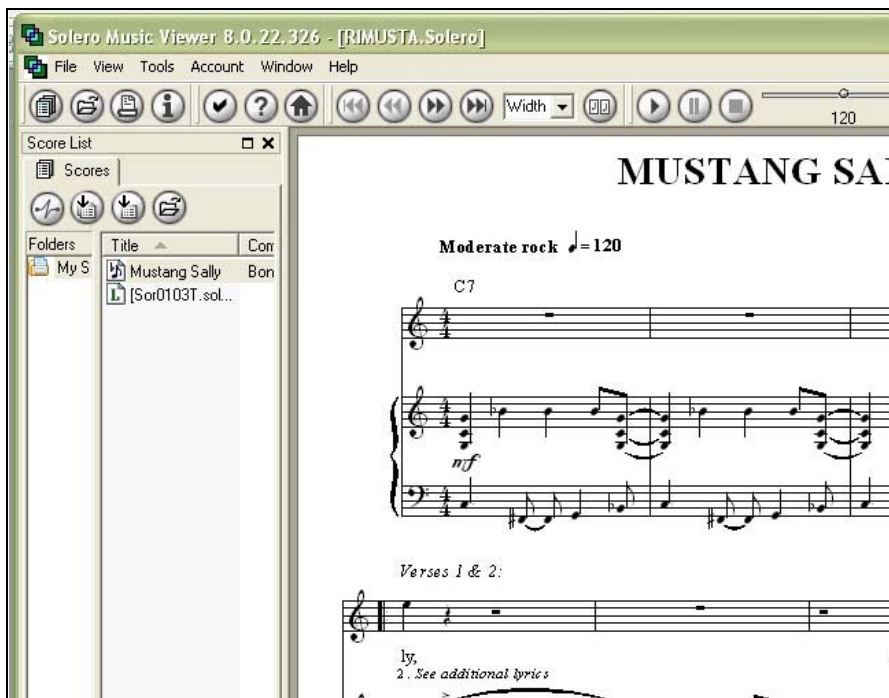 Solero Music Viewer 8.0.22.326 - [RIMUSTA.Solero]
File View Tools Account Window Help
Width
120
Score List
Scores
Folders Title Com
My S Mustang Sally Bon
[Sor0103T.sol...
MUSTANG SAL
Moderate rock ♩=120
C7
mf
Verses 1 & 2:
ly,
2. See additional lyrics